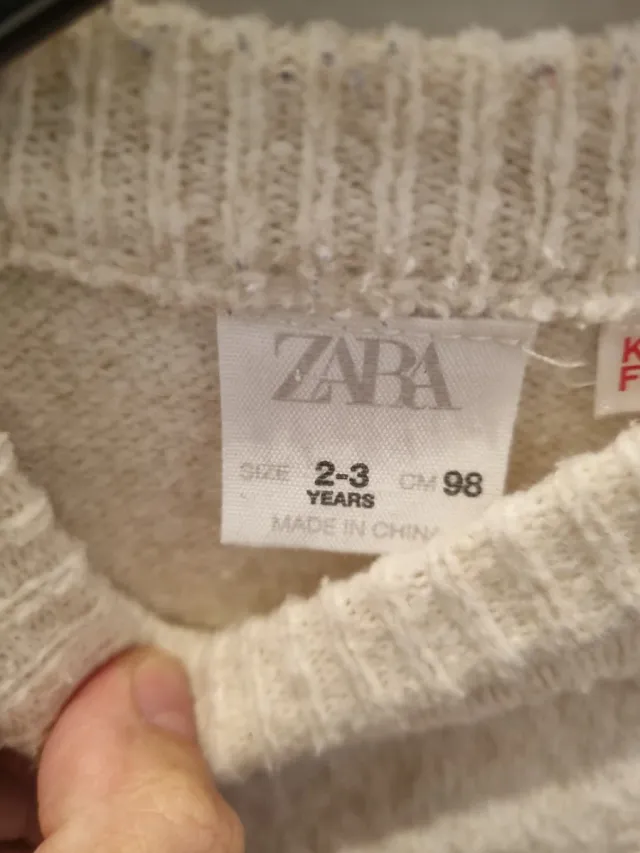 ZARA
SIZE 2-3 CM 98
YEARS
MADE IN CHINA
K
F